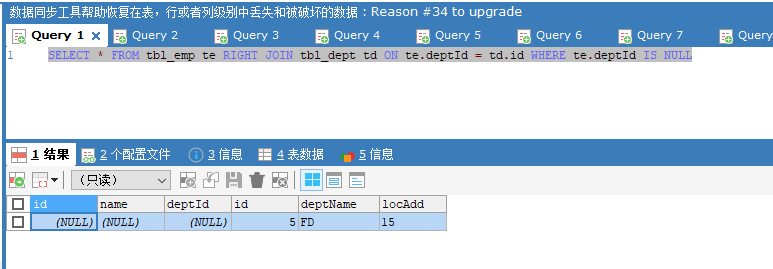 数据同步工具帮助恢复在表，行或者列级别中丢失和被破坏的数据：Reason #34 to upgrade
Query 1 Query 2 Query 3 Query 4 Query 5 Query 6 Query 7 Query
1 SELECT * FROM tbl_emp te RIGHT JOIN tbl_dept td ON te.deptId = td.id WHERE te.deptId IS NULL
1 结果 2 个配置文件 3 信息 4 表数据 5 信息
（只读）
id name deptId id deptName locAdd
(NULL) (NULL) (NULL) 5 FD 15